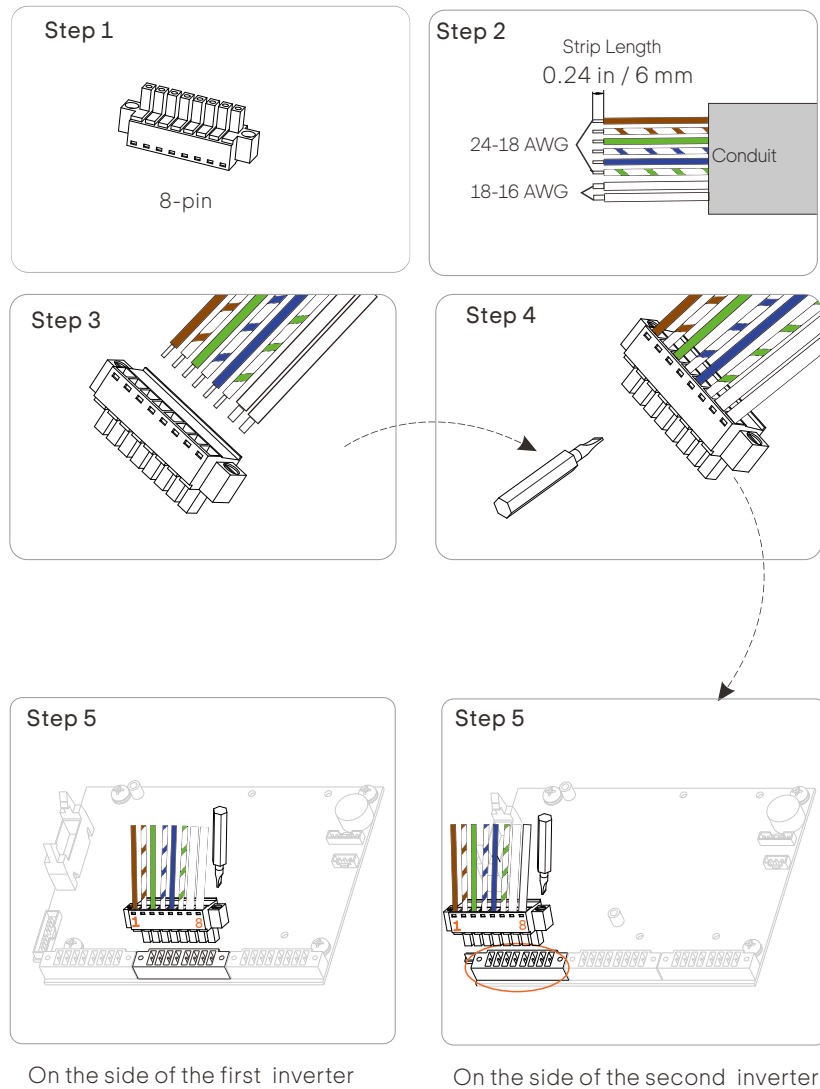 Step 1
8-pin
Step 2
Strip Length
0.24 in / 6 mm
24-18 AWG
18-16 AWG
Conduit
Step 3
Step 4
Step 5
1
8
On the side of the first inverter
Step 5
1
8
On the side of the second inverter